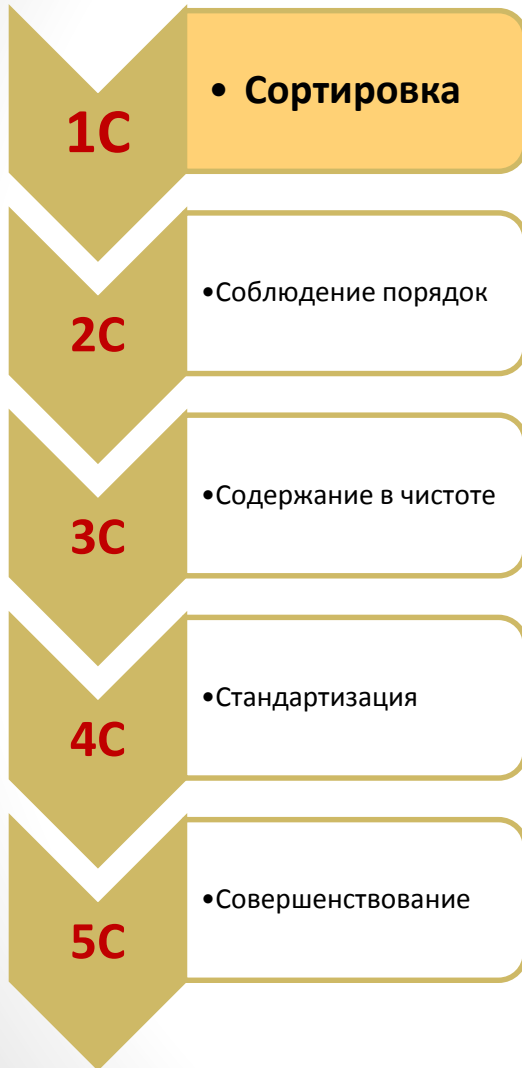 1С
• Сортировка
2С
•Соблюдение порядок
3С
•Содержание в чистоте
4С
•Стандартизация
5С
•Совершенствование